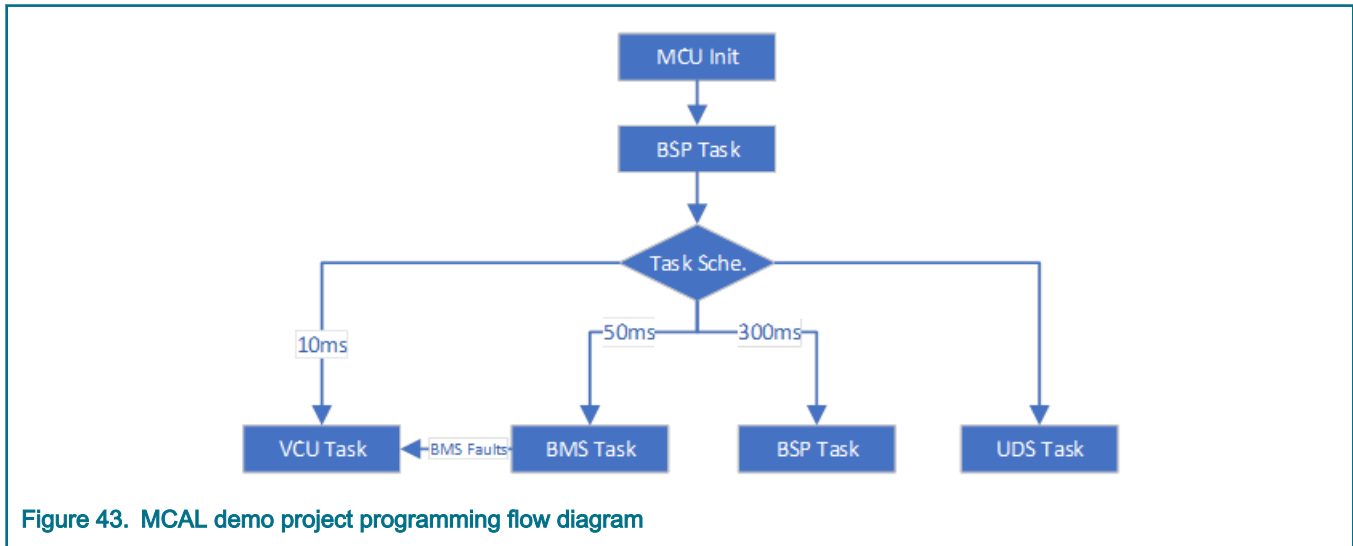 MCU Init
BSP Task
Task Sche.
10ms
50ms
300ms
VCU Task
BMS Faults
BMS Task
BSP Task
UDS Task
Figure 43. MCAL demo project programming flow diagram